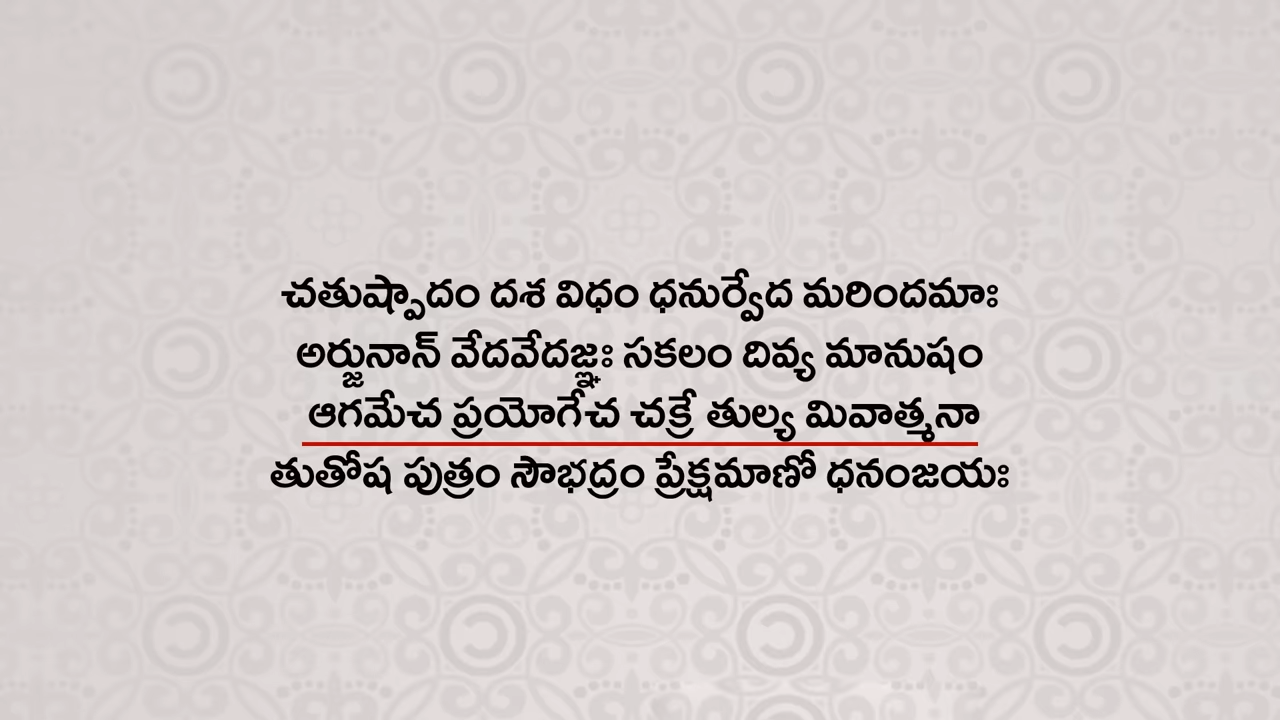 చతుష్పాదం దశ విధం ధనుర్వేద మరిందమాః
అర్జునాన్ వేదవేదజ్ఞః సకలం దివ్య మానుషం
ఆగమేచ ప్రయోగేచ చక్రే తుల్య మివాత్మనా
తుతోష పుత్రం సౌభద్రం ప్రేక్షమాణో ధనంజయః